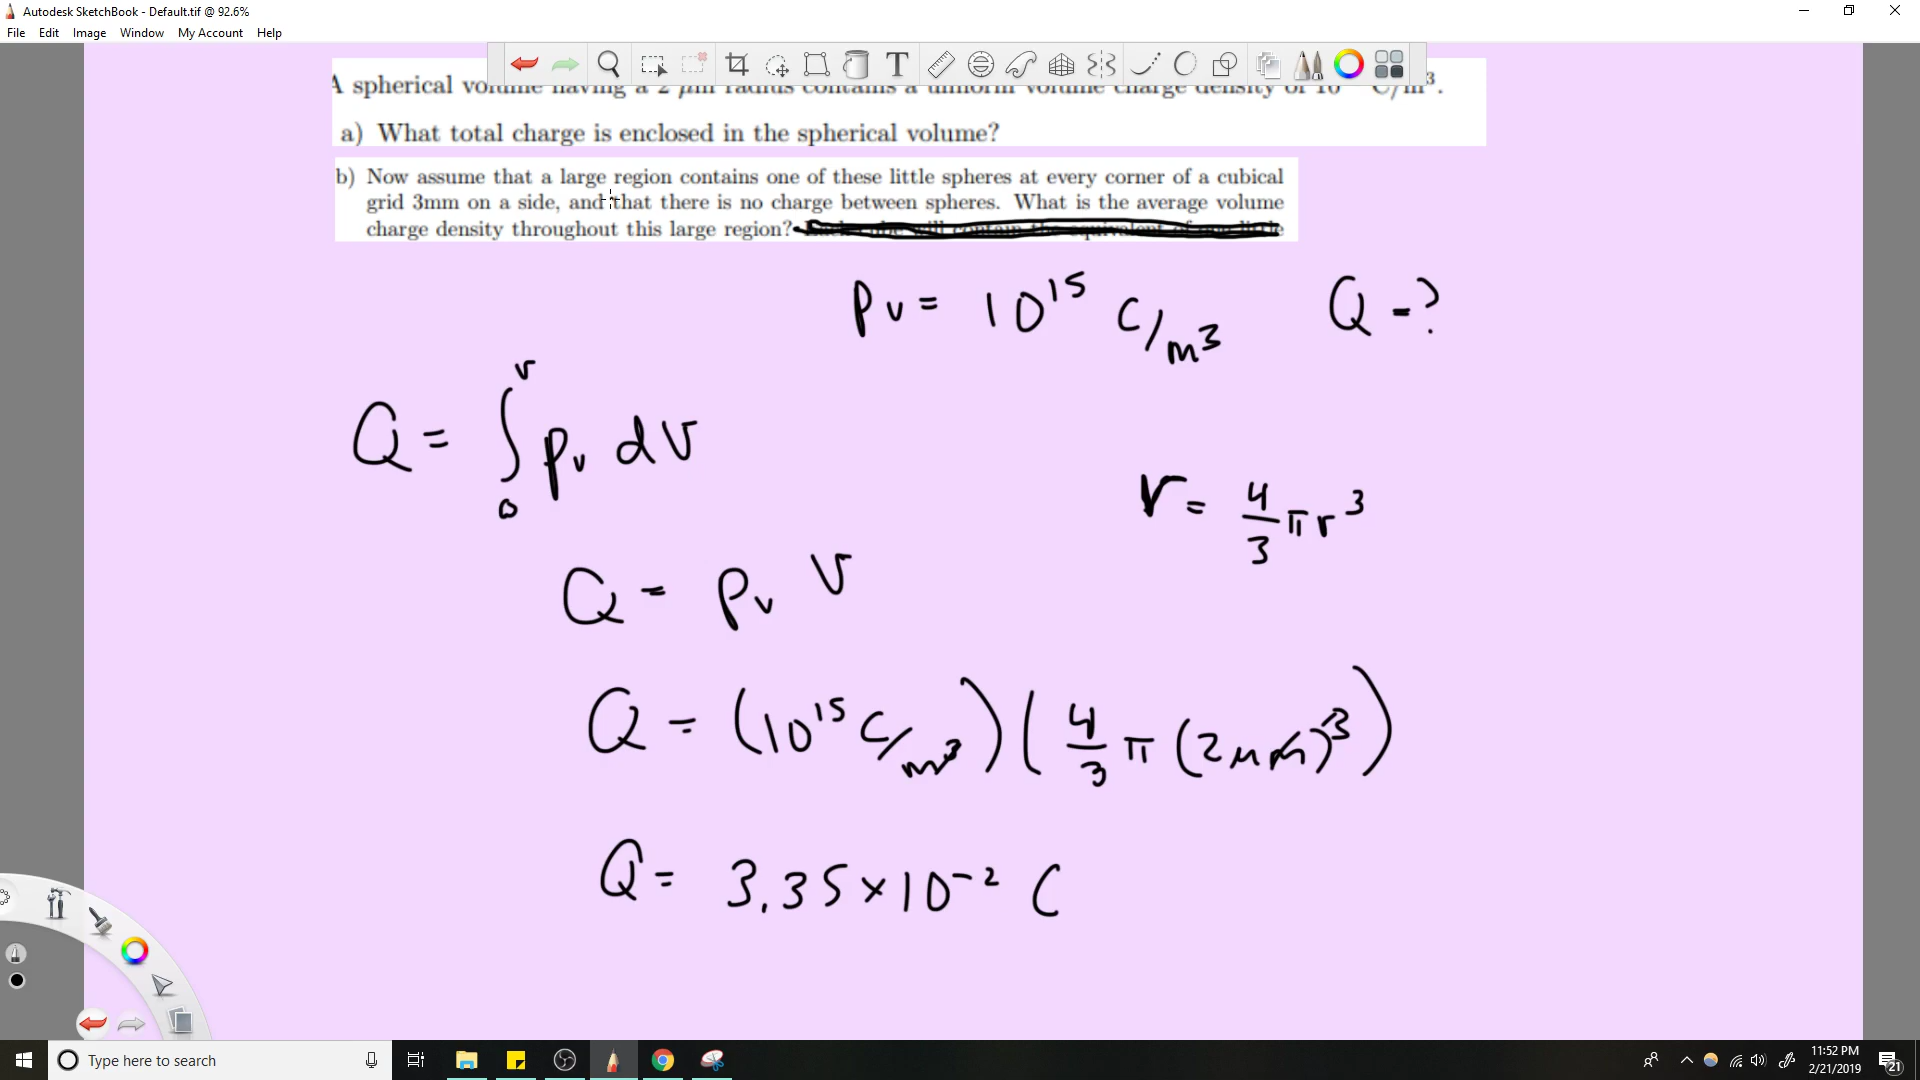 Autodesk SketchBook - Default.tif @ 92.6%
File Edit Image Window My Account Help
A spherical volume having a 2 μm radius contains a uniform volume charge density of 10 C/m³.
a) What total charge is enclosed in the spherical volume?
b) Now assume that a large region contains one of these little spheres at every corner of a cubical
grid 3mm on a side, and that there is no charge between spheres. What is the average volume
charge density throughout this large region?
ρv = 10¹⁵ C/m³ Q = ?
Q = ∫₀ᵛ ρv dV
V = 4/3 π r³
Q = ρv V
Q = (10¹⁵ C/m³)(4/3 π (2μm)³)
Q = 3.35 × 10⁻² C
Type here to search
11:52 PM
2/21/2019
21